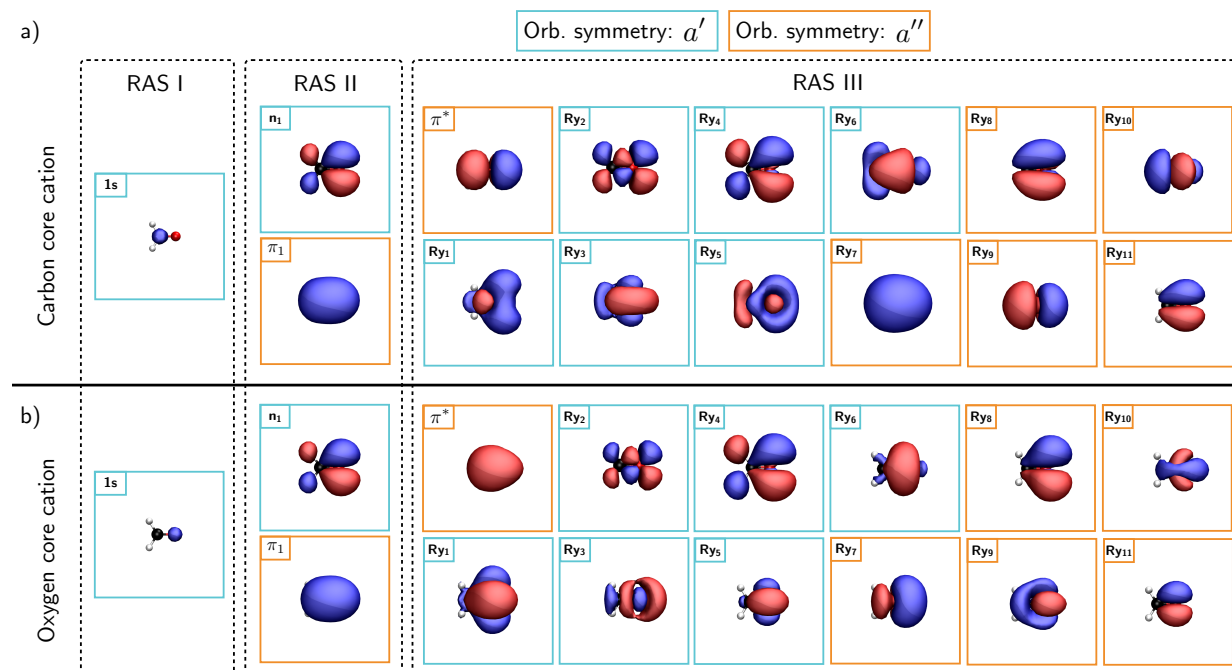 a)
Orb. symmetry: a′ Orb. symmetry: a′′
RAS I RAS II RAS III
Carbon core cation
1s
n₁ π* Ry₂ Ry₄ Ry₆ Ry₈ Ry₁₀
π₁ Ry₁ Ry₃ Ry₅ Ry₇ Ry₉ Ry₁₁
b)
Oxygen core cation
1s
n₁ π* Ry₂ Ry₄ Ry₆ Ry₈ Ry₁₀
π₁ Ry₁ Ry₃ Ry₅ Ry₇ Ry₉ Ry₁₁